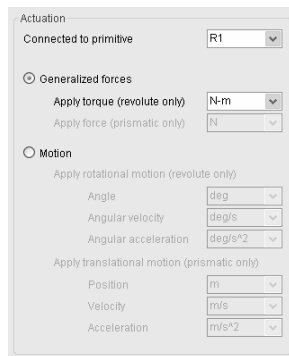 Actuation
Connected to primitive R1
Generalized forces
Apply torque (revolute only) N-m
Apply force (prismatic only) N
Motion
Apply rotational motion (revolute only)
Angle deg
Angular velocity deg/s
Angular acceleration deg/s^2
Apply translational motion (prismatic only)
Position m
Velocity m/s
Acceleration m/s^2